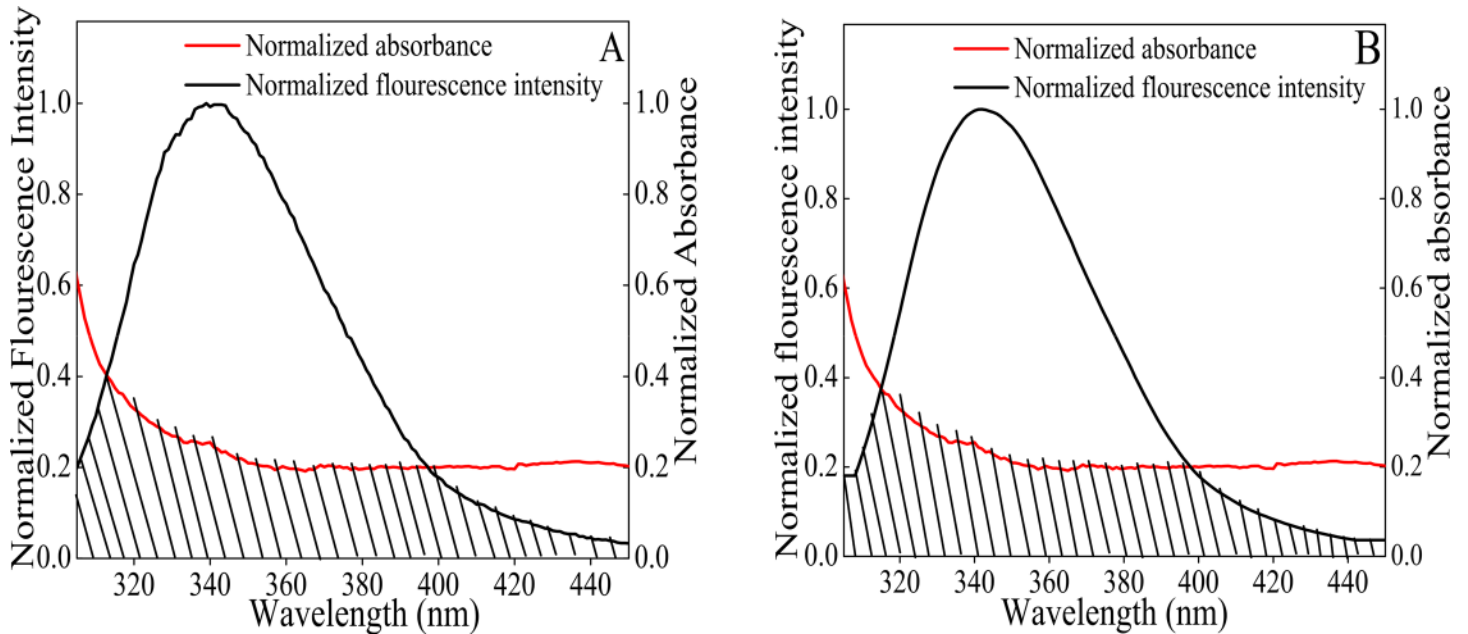 Normalized absorbance
Normalized flourescence intensity
A
Normalized Flourescence Intensity
1.0
0.8
0.6
0.4
0.2
0.0
1.0
0.8
0.6
0.4
0.2
0.0
Normalized Absorbance
320 340 360 380 400 420 440
Wavelength (nm)
Normalized absorbance
Normalized flourescence intensity
B
Normalized flourescence intensity
1.0
0.8
0.6
0.4
0.2
0.0
1.0
0.8
0.6
0.4
0.2
0.0
Normalized absorbance
320 340 360 380 400 420 440
Wavelength (nm)